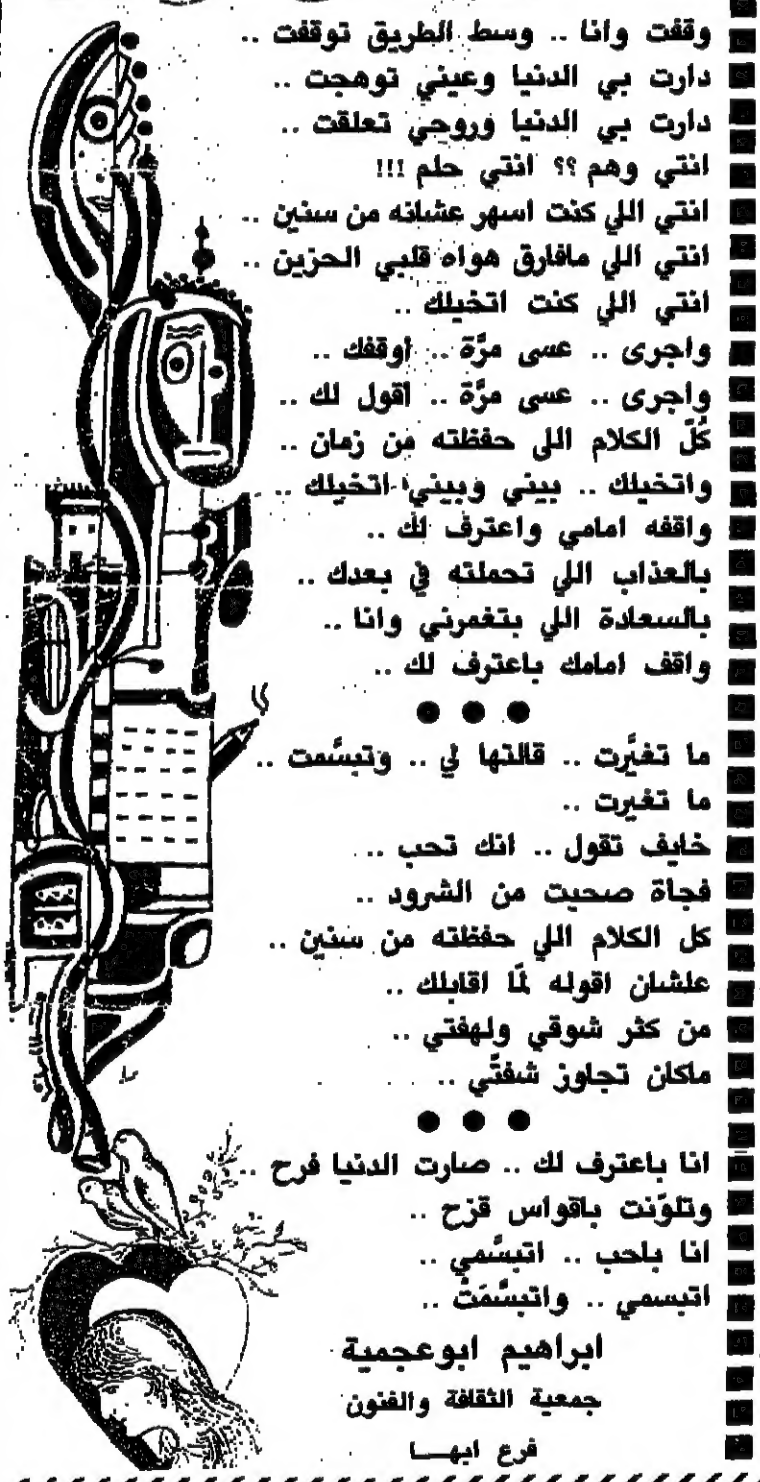 وقفت وانا .. وسط الطريق توقفت ..
دارت بي الدنيا وعيني توهجت ..
دارت بي الدنيا وروحي تعلقت ..
انتي وهم ؟؟ انتي حلم !!!
انتي اللي كنت اسهر عشانه من سنين ..
انتي اللي مافارق هواه قلبي الحزين ..
انتي اللي كنت اتخيلك ..
واجرى .. عسى مرَّة .. أوقفك ..
واجرى .. عسى مرَّة .. أقول لك ..
كُلّ الكلام اللي حفظته من زمان ..
واتخيلك .. بيني وبيني اتخيلك ..
واقفه امامي واعترف لك ..
بالعذاب اللي تحملته في بعدك ..
بالسعادة اللي بتغمرني وانا ..
واقف امامك باعترف لك ..
● ● ●
ما تغيَّرت .. قالتها لي .. وتبسَّمت ..
ما تغيرت ..
خايف تقول .. انك تحب ..
فجأة صحيت من الشرود ..
كل الكلام اللي حفظته من سنين ..
علشان اقوله لمَّا اقابلك ..
من كثر شوقي ولهفتي ..
ماكان تجاوز شفتَّي ..
● ● ●
انا باعترف لك .. صارت الدنيا فرح ..
وتلوّنت باقواس قزح ..
انا باحب .. اتبسَّمي ..
اتبسمي .. واتبسَّمَتْ ..
ابراهيم ابوعجمية
جمعية الثقافة والفنون
فرع ابهـا